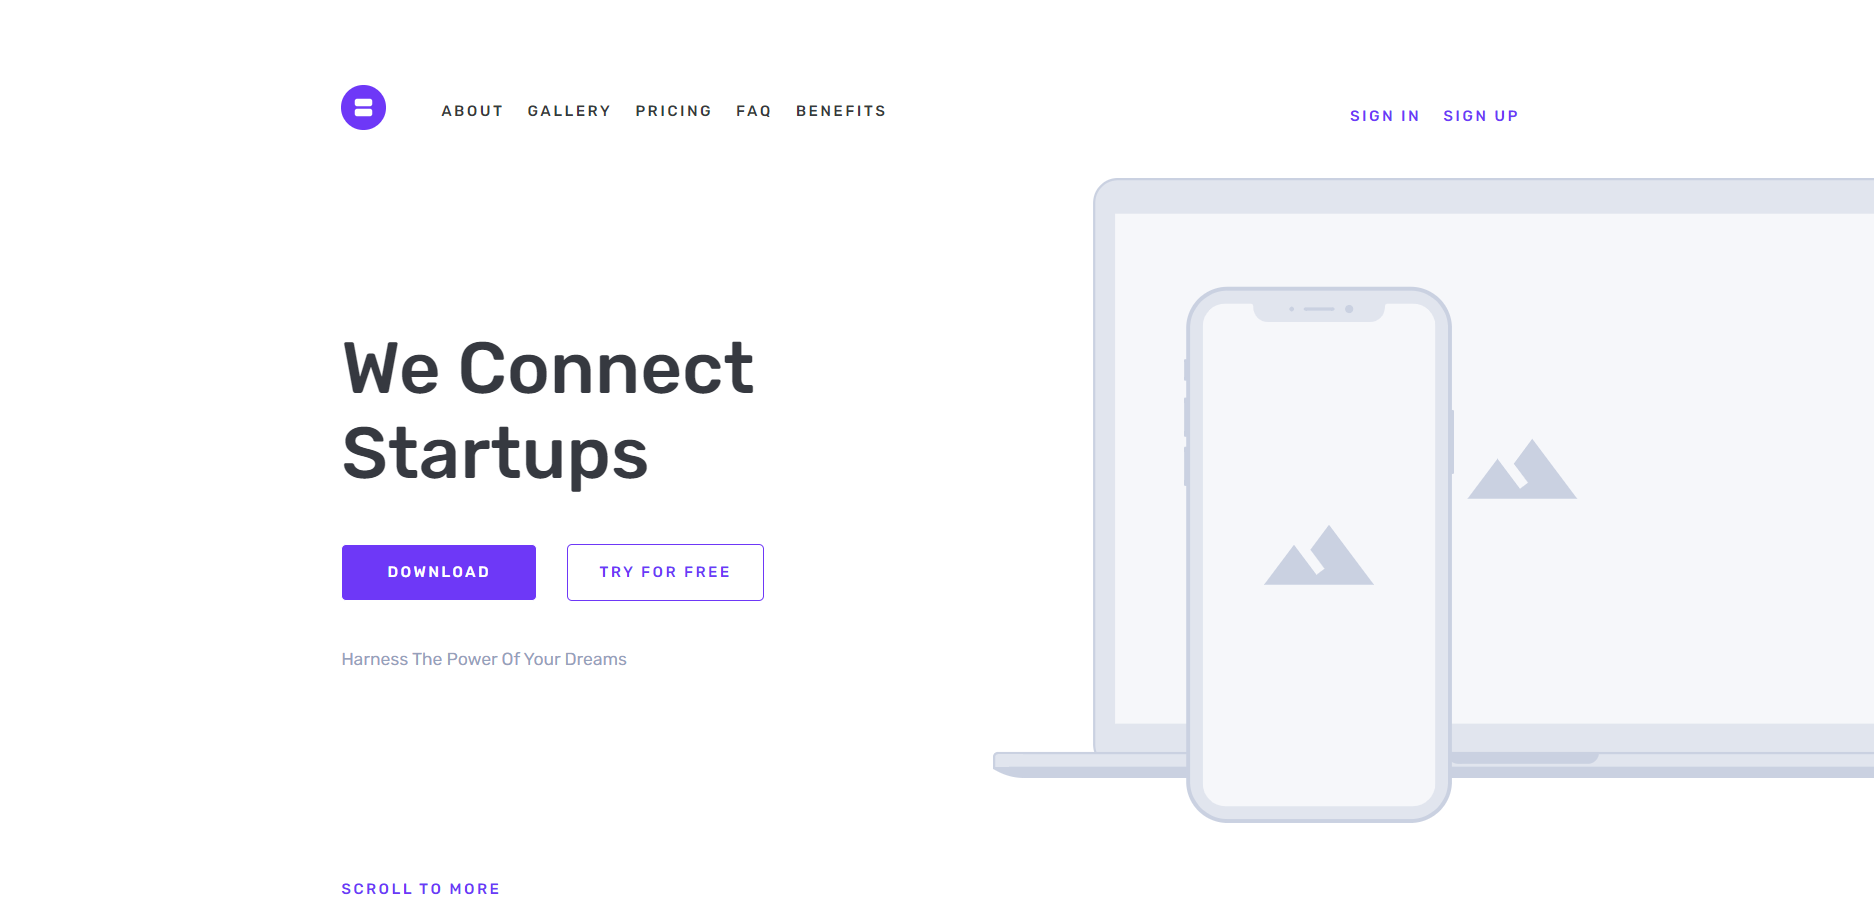 ABOUT GALLERY PRICING FAQ BENEFITS
SIGN IN SIGN UP
We Connect
Startups
DOWNLOAD TRY FOR FREE
Harness The Power Of Your Dreams
SCROLL TO MORE